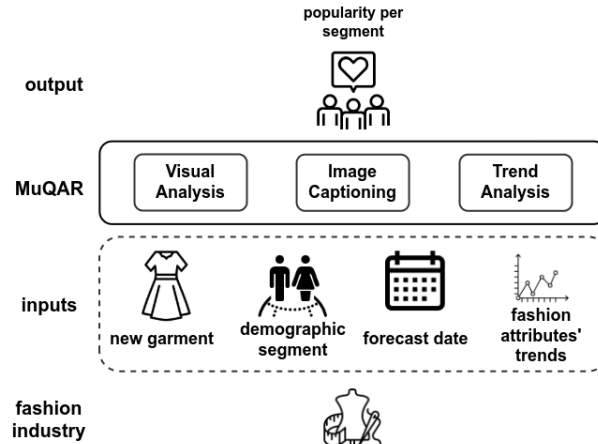 popularity per
segment
output
MuQAR
Visual
Analysis
Image
Captioning
Trend
Analysis
inputs
new garment
demographic
segment
forecast date
fashion
attributes'
trends
fashion
industry